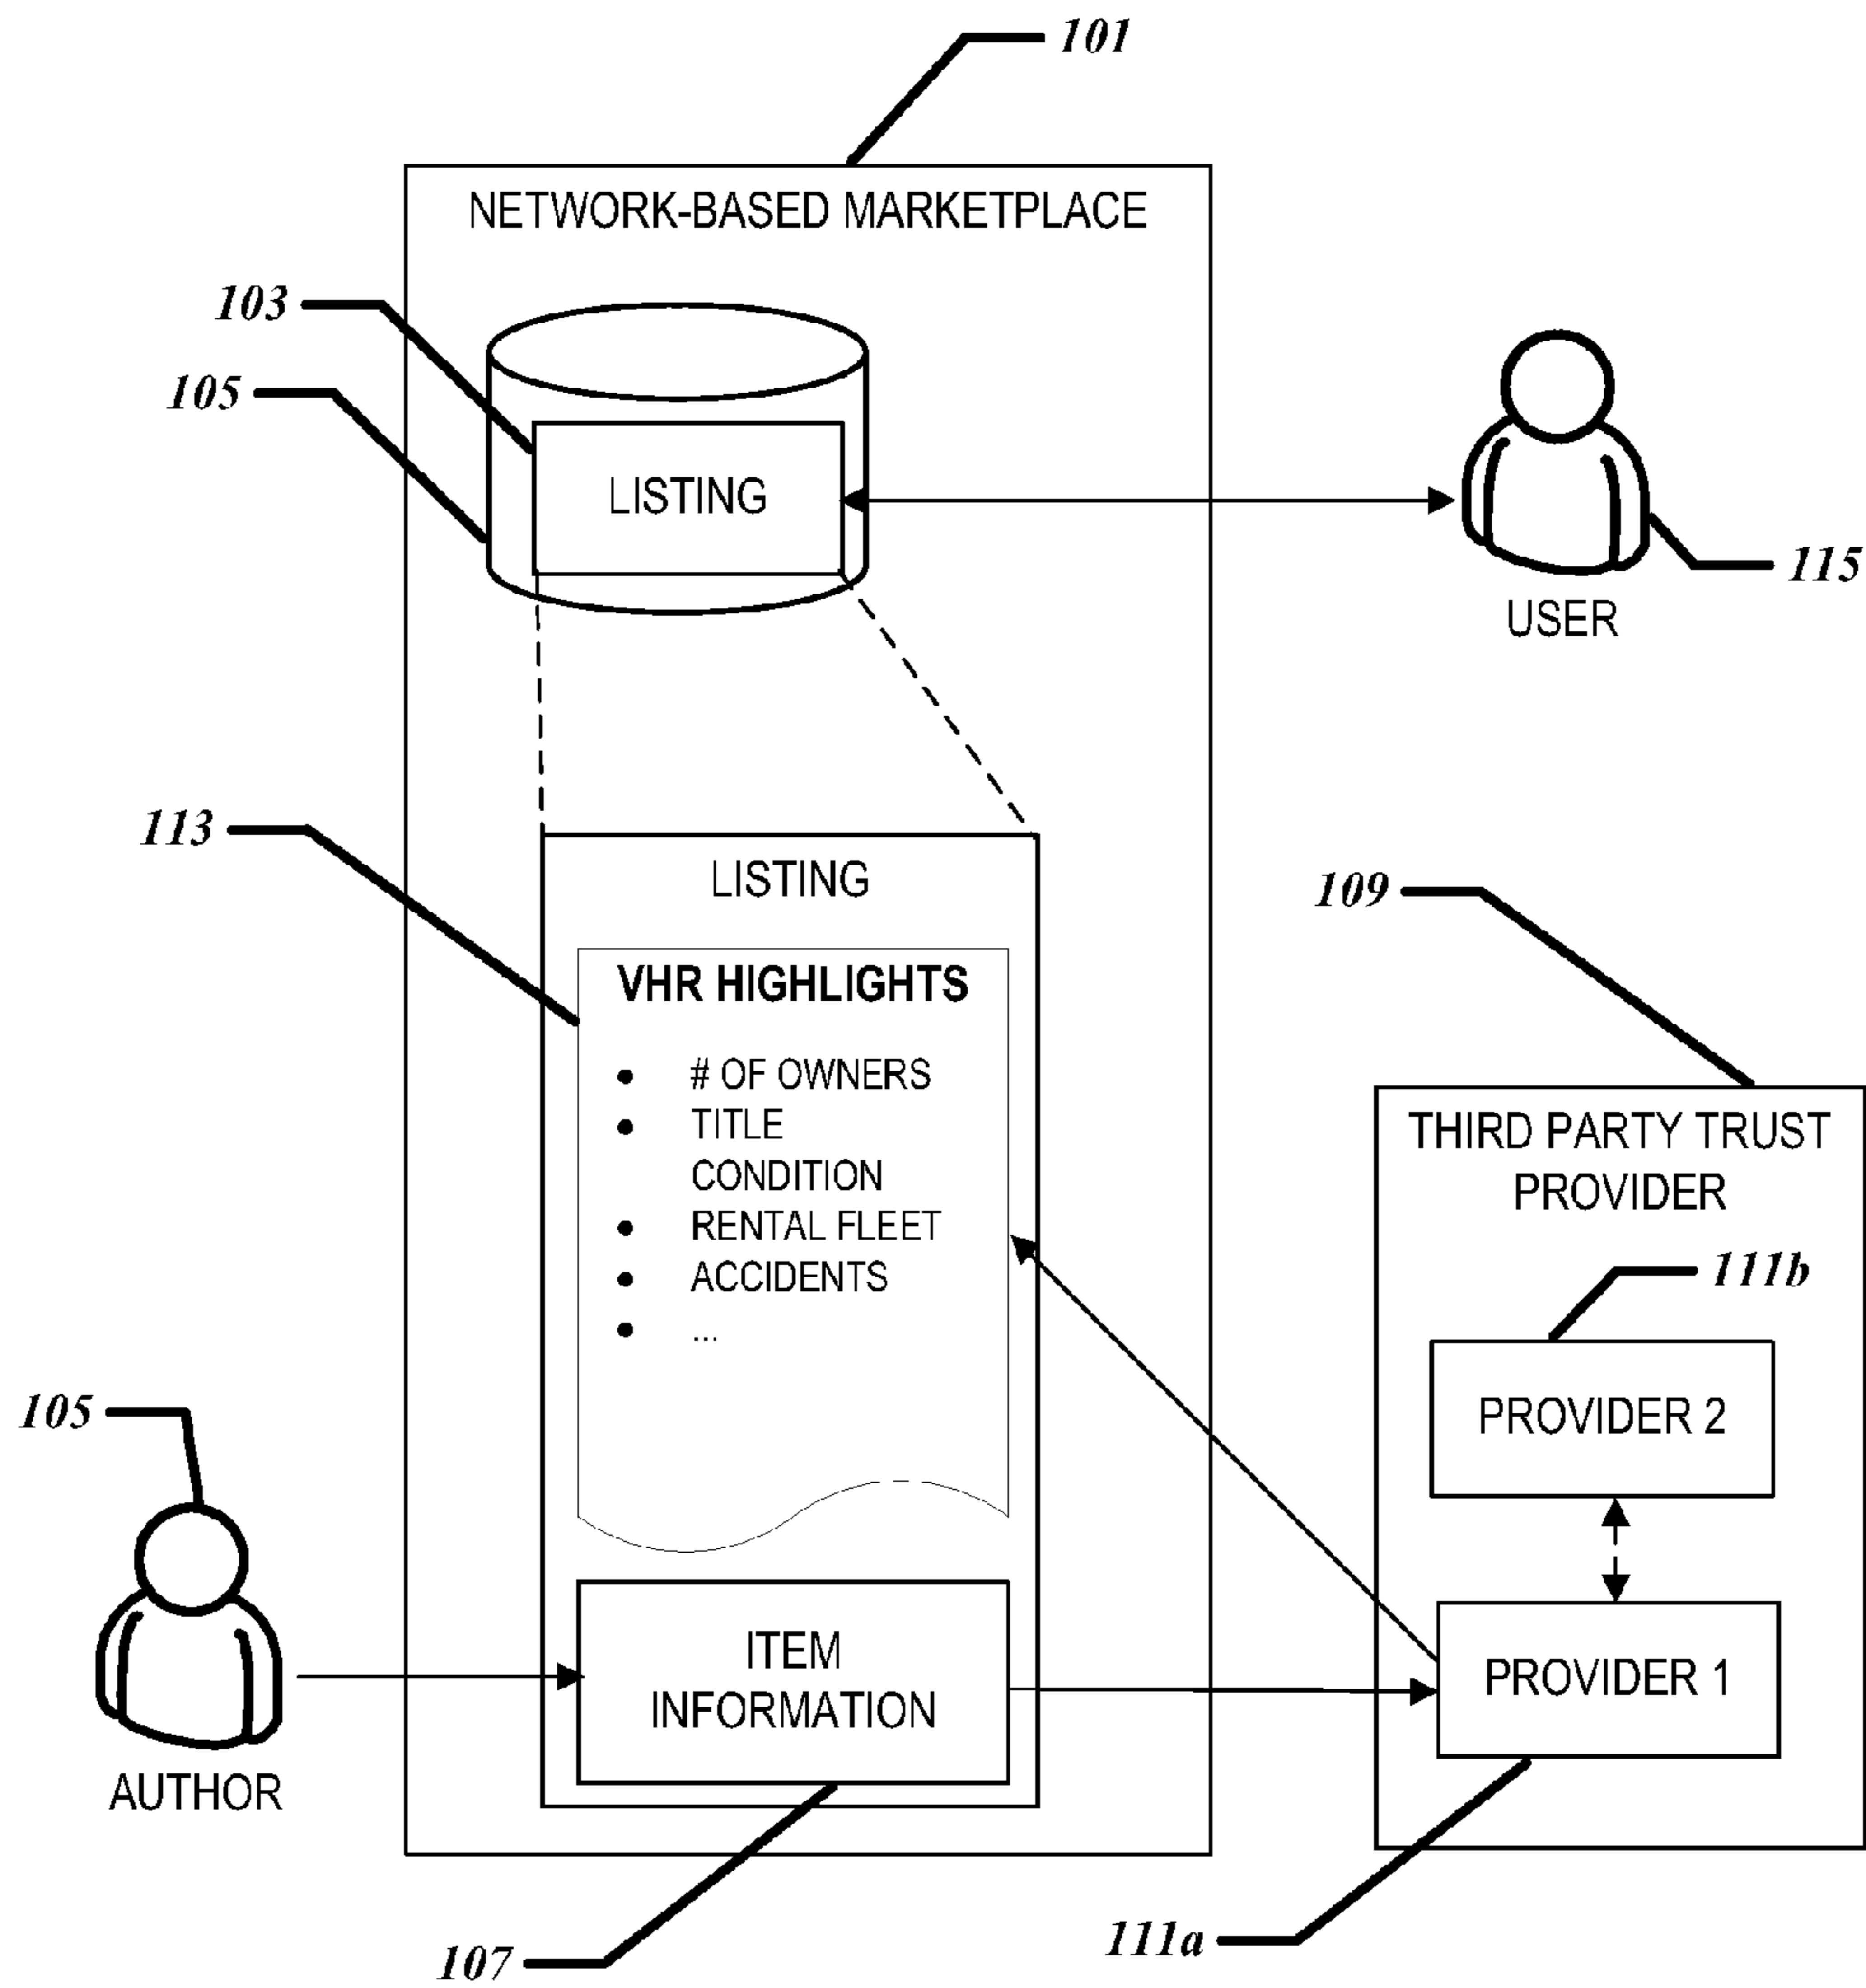 101
NETWORK-BASED MARKETPLACE
103
105
LISTING
115
USER
113
LISTING
109
VHR HIGHLIGHTS
• # OF OWNERS
• TITLE
CONDITION
• RENTAL FLEET
• ACCIDENTS
• ...
THIRD PARTY TRUST
PROVIDER
111b
PROVIDER 2
105
AUTHOR
ITEM
INFORMATION
PROVIDER 1
107
111a